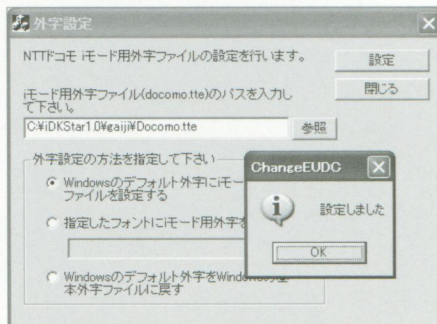 外字設定
NTTドコモ iモード用外字ファイルの設定を行います。
設定
閉じる
iモード用外字ファイル(docomo.tte)のパスを入力し
て下さい。
C:¥iDKStar1.0¥gaiji¥Docomo.tte
参照
外字設定の方法を指定して下さい
Windowsのデフォルト外字にiモー
ファイルを設定する
指定したフォントにiモード用外字を
Windowsのデフォルト外字をWindowsの基
本外字ファイルに戻す
ChangeEUDC
設定しました
OK